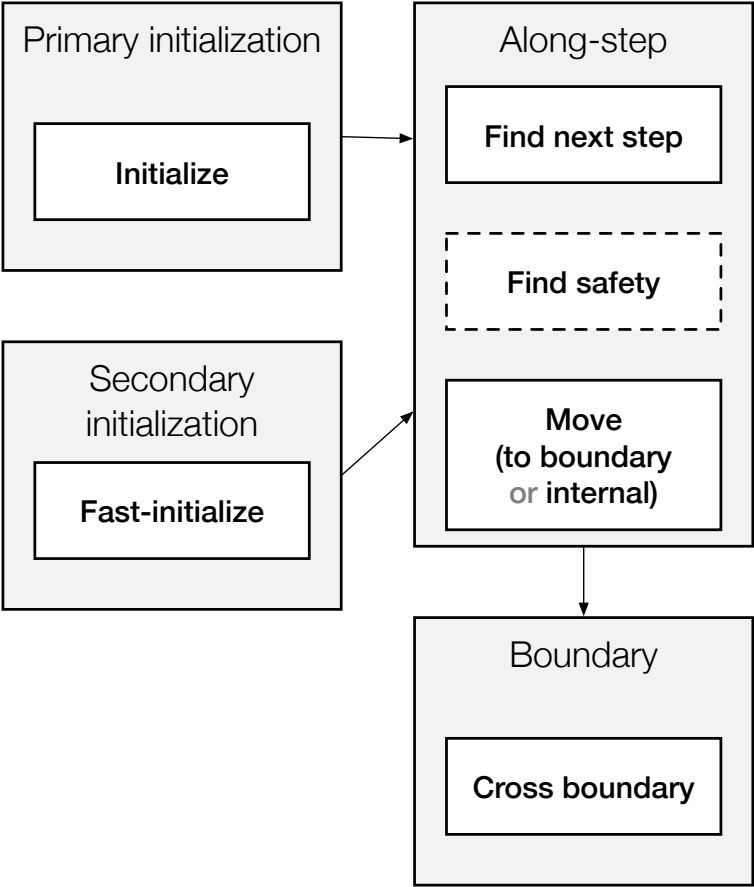 Primary initialization
Initialize
Secondary
initialization
Fast-initialize
Along-step
Find next step
Find safety
Move
(to boundary
or internal)
Boundary
Cross boundary